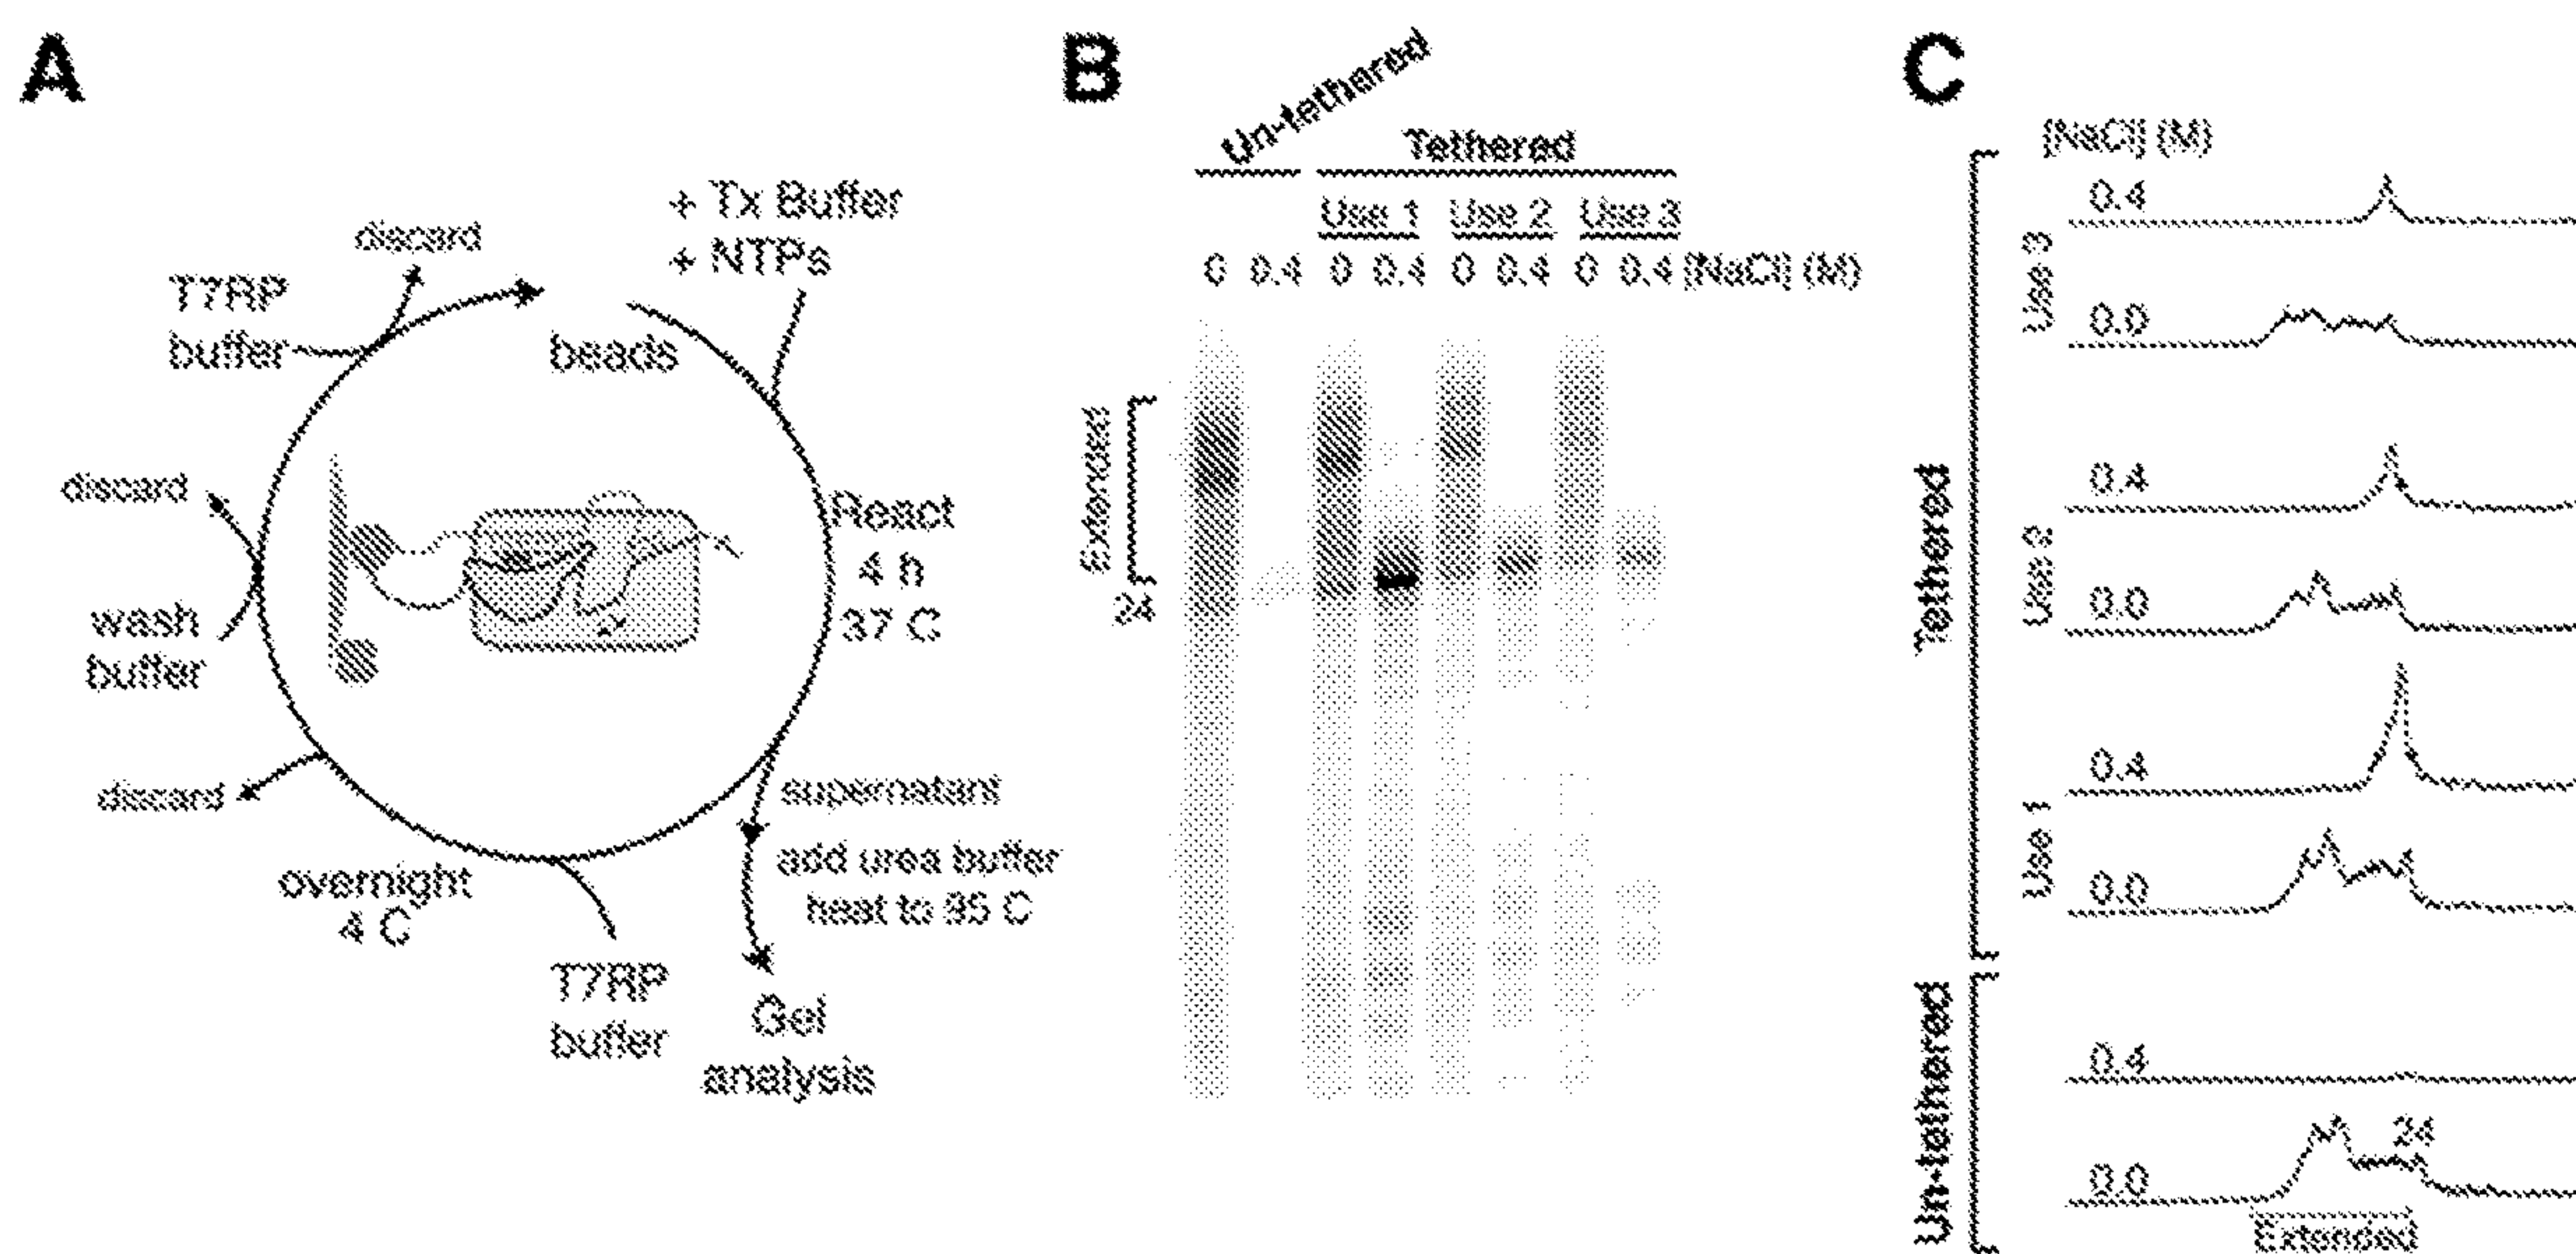 A
+ Tx Buffer
+ NTPs
discard
T7RP
buffer
beads
discard
React
4 h
37 C
wash
buffer
supernatant
discard
add urea buffer
heat to 95 C
overnight
4 C
T7RP
buffer
Gel
analysis
B
Un-tethered
Tethered
Use 1 Use 2 Use 3
0 0.4 0 0.4 0 0.4 0 0.4 [NaCl] (M)
Extended
24
C
[NaCl] (M)
Tethered
Use 3
0.4
0.0
Use 2
0.4
0.0
Use 1
0.4
0.0
Un-tethered
0.4
24
0.0
Extended